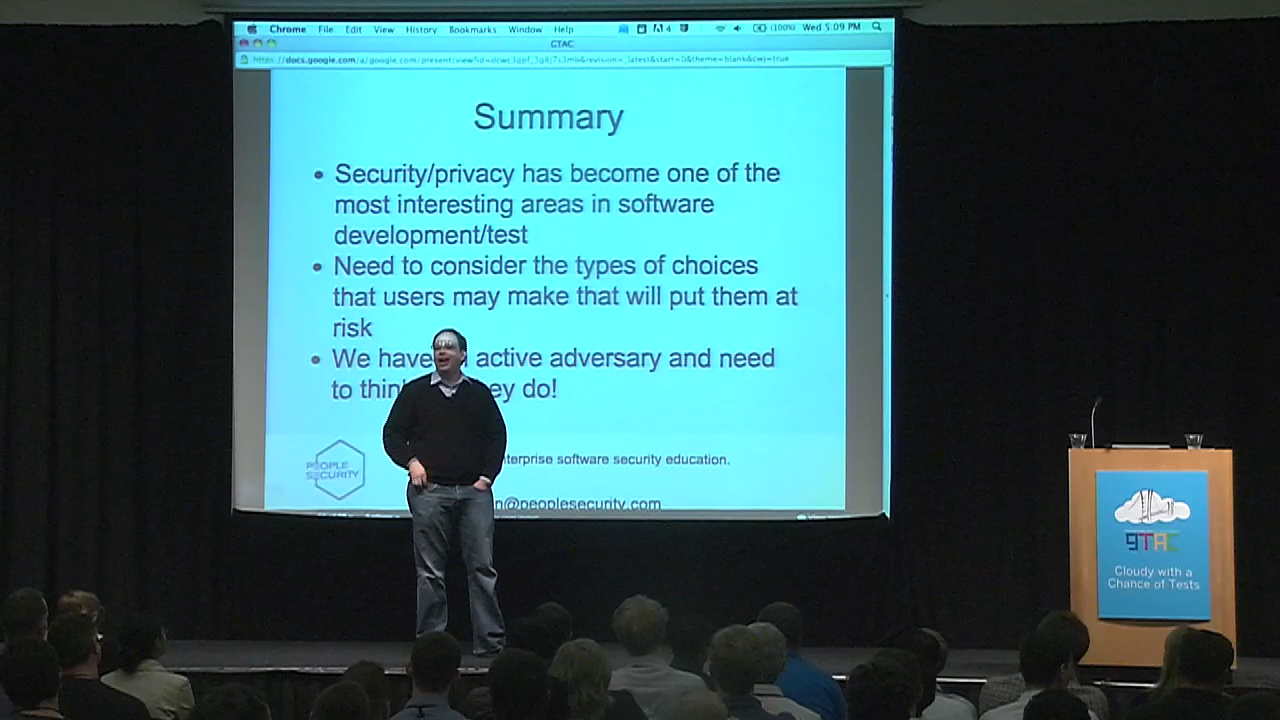 Chrome File Edit View History Bookmarks Window Help 4 (100%) Wed 5:09 PM
GTAC
Summary
• Security/privacy has become one of the
most interesting areas in software
development/test
• Need to consider the types of choices
that users may make that will put them at
risk
• We have active adversary and need
to ey do!
PEOPLE
SECURITY
software security education.
n@peoplesecurity.com
gTAC
Cloudy with a
Chance of Tests